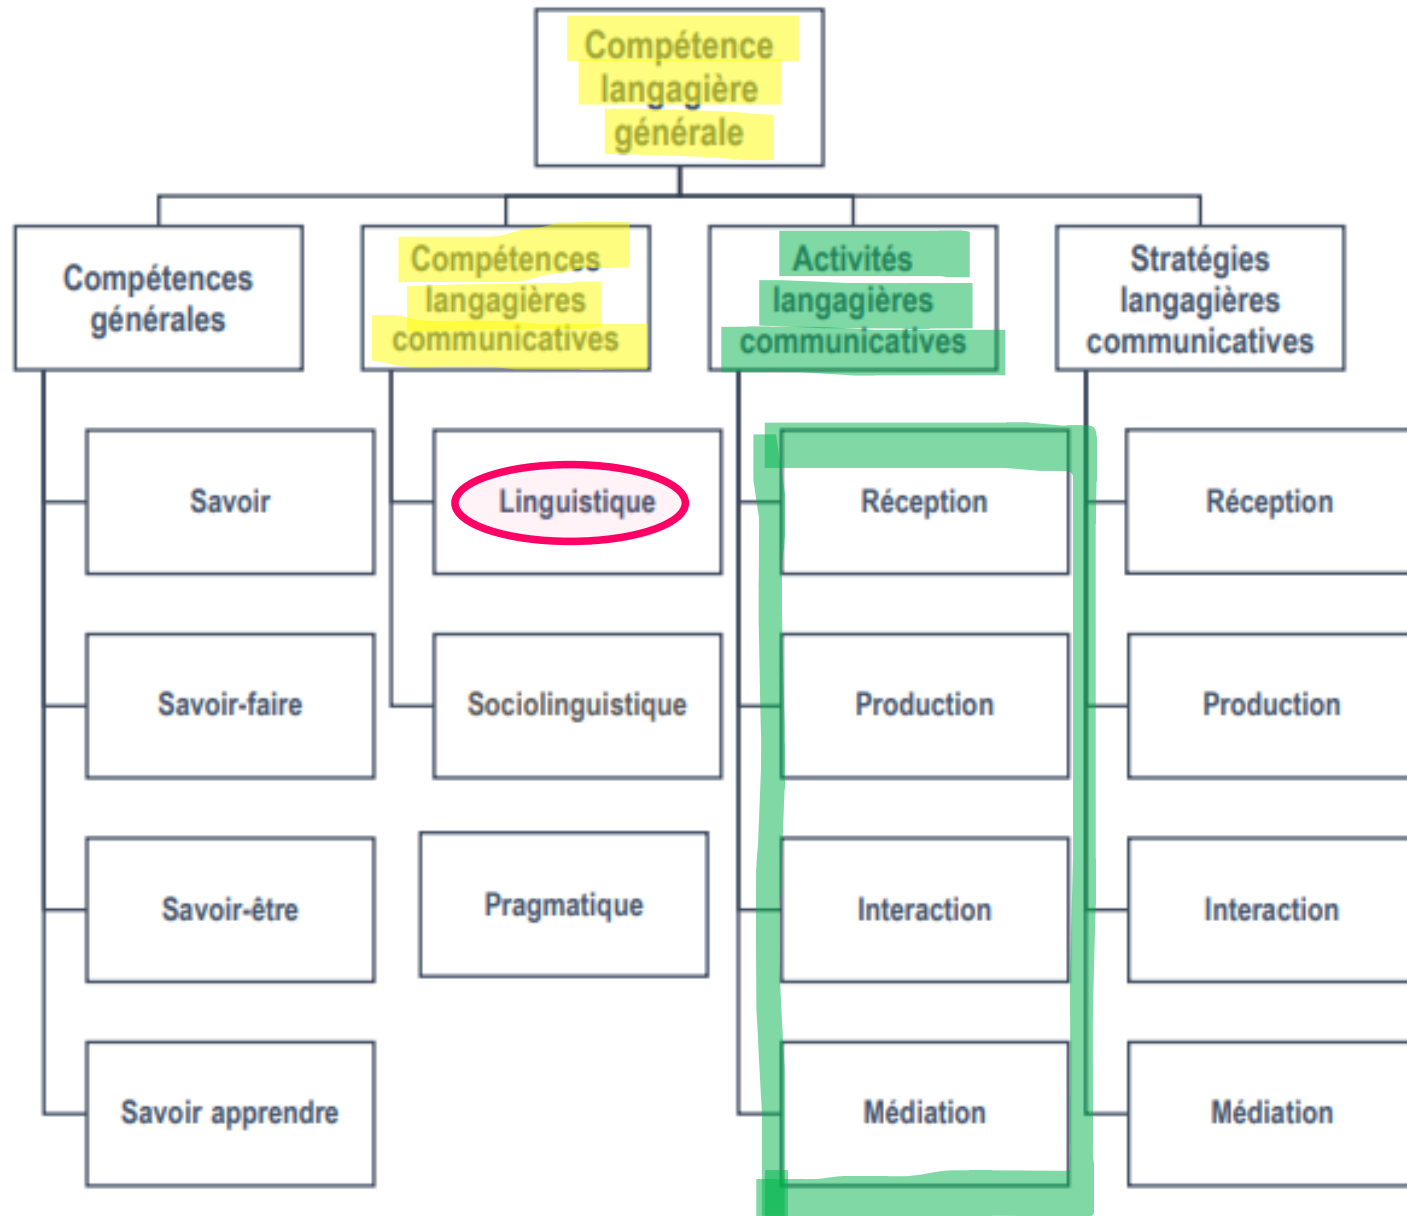 Compétence
langagière
générale
Compétences
générales
Compétences
langagières
communicatives
Activités
langagières
communicatives
Stratégies
langagières
communicatives
Savoir
Linguistique
Réception
Réception
Savoir-faire
Sociolinguistique
Production
Production
Savoir-être
Pragmatique
Interaction
Interaction
Savoir apprendre
Médiation
Médiation